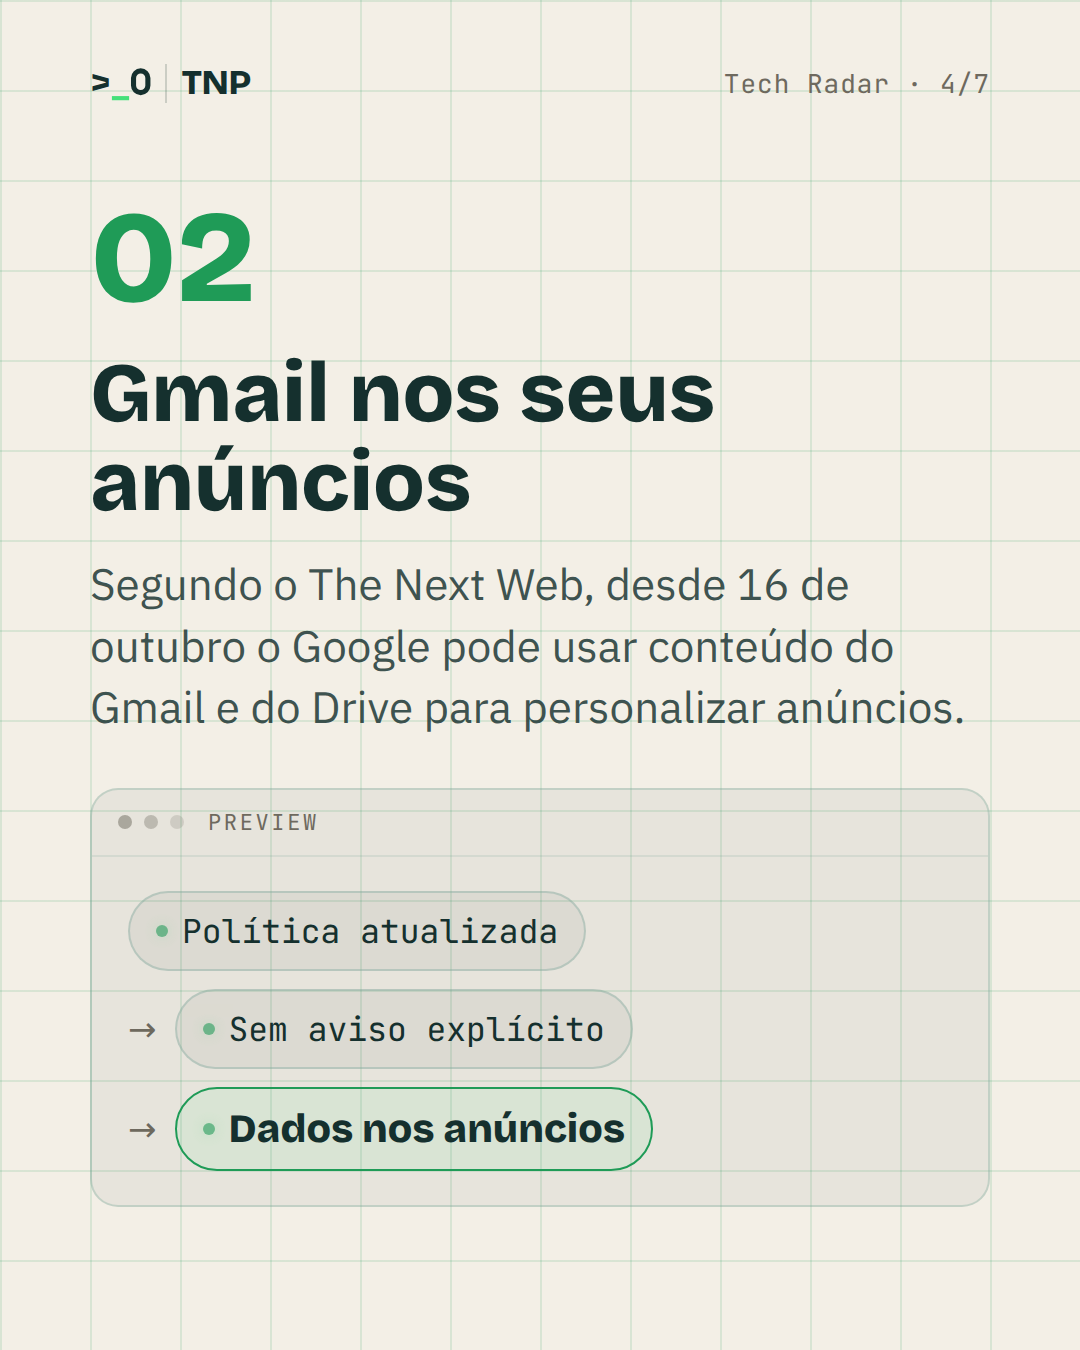 >_O | TNP
Tech Radar · 4/7
02
Gmail nos seus
anúncios
Segundo o The Next Web, desde 16 de
outubro o Google pode usar conteúdo do
Gmail e do Drive para personalizar anúncios.
PREVIEW
Política atualizada
→ Sem aviso explícito
→ Dados nos anúncios